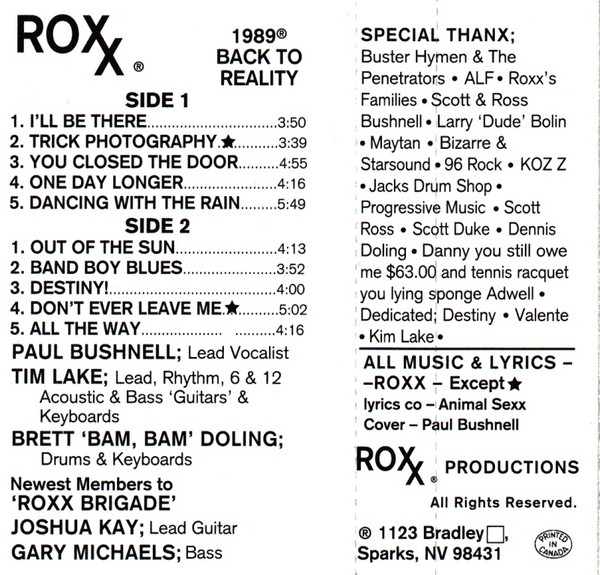 ROXX ®
1989®
BACK TO
REALITY
SIDE 1
1. I'LL BE THERE............................3:50
2. TRICK PHOTOGRAPHY.★.........3:39
3. YOU CLOSED THE DOOR.........4:55
4. ONE DAY LONGER....................4:16
5. DANCING WITH THE RAIN.........5:49
SIDE 2
1. OUT OF THE SUN......................4:13
2. BAND BOY BLUES....................3:52
3. DESTINY!....................................4:00
4. DON'T EVER LEAVE ME.★.........5:02
5. ALL THE WAY.................. ...............4:16
PAUL BUSHNELL; Lead Vocalist
TIM LAKE; Lead, Rhythm, 6 & 12
Acoustic & Bass 'Guitars' &
Keyboards
BRETT 'BAM, BAM' DOLING;
Drums & Keyboards
Newest Members to
'ROXX BRIGADE'
JOSHUA KAY; Lead Guitar
GARY MICHAELS; Bass
SPECIAL THANX;
Buster Hymen & The
Penetrators • ALF • Roxx's
Families • Scott & Ross
Bushnell • Larry 'Dude' Bolin
• Maytan • Bizarre &
Starsound • 96 Rock • KOZ Z
• Jacks Drum Shop •
Progressive Music • Scott
Ross • Scott Duke • Dennis
Doling • Danny you still owe
me $63.00 and tennis racquet
you lying sponge Adwell •
Dedicated; Destiny • Valente
• Kim Lake •
ALL MUSIC & LYRICS –
–ROXX – Except ★
lyrics co – Animal Sexx
Cover – Paul Bushnell
ROXX ® PRODUCTIONS
All Rights Reserved.
® 1123 Bradley □,
Sparks, NV 98431
PRINTED
IN
CANADA